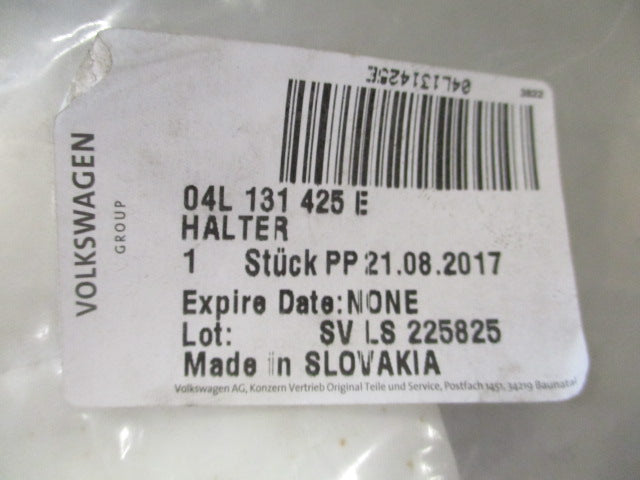 04L131425E
3822
VOLKSWAGEN
GROUP
04L 131 425 E
HALTER
1 Stück PP 21.08.2017
Expire Date:NONE
Lot: SV LS 225825
Made in SLOVAKIA
Volkswagen AG, Konzern Vertrieb Original Teile und Service, Postfach 1451, 34219 Baunatal